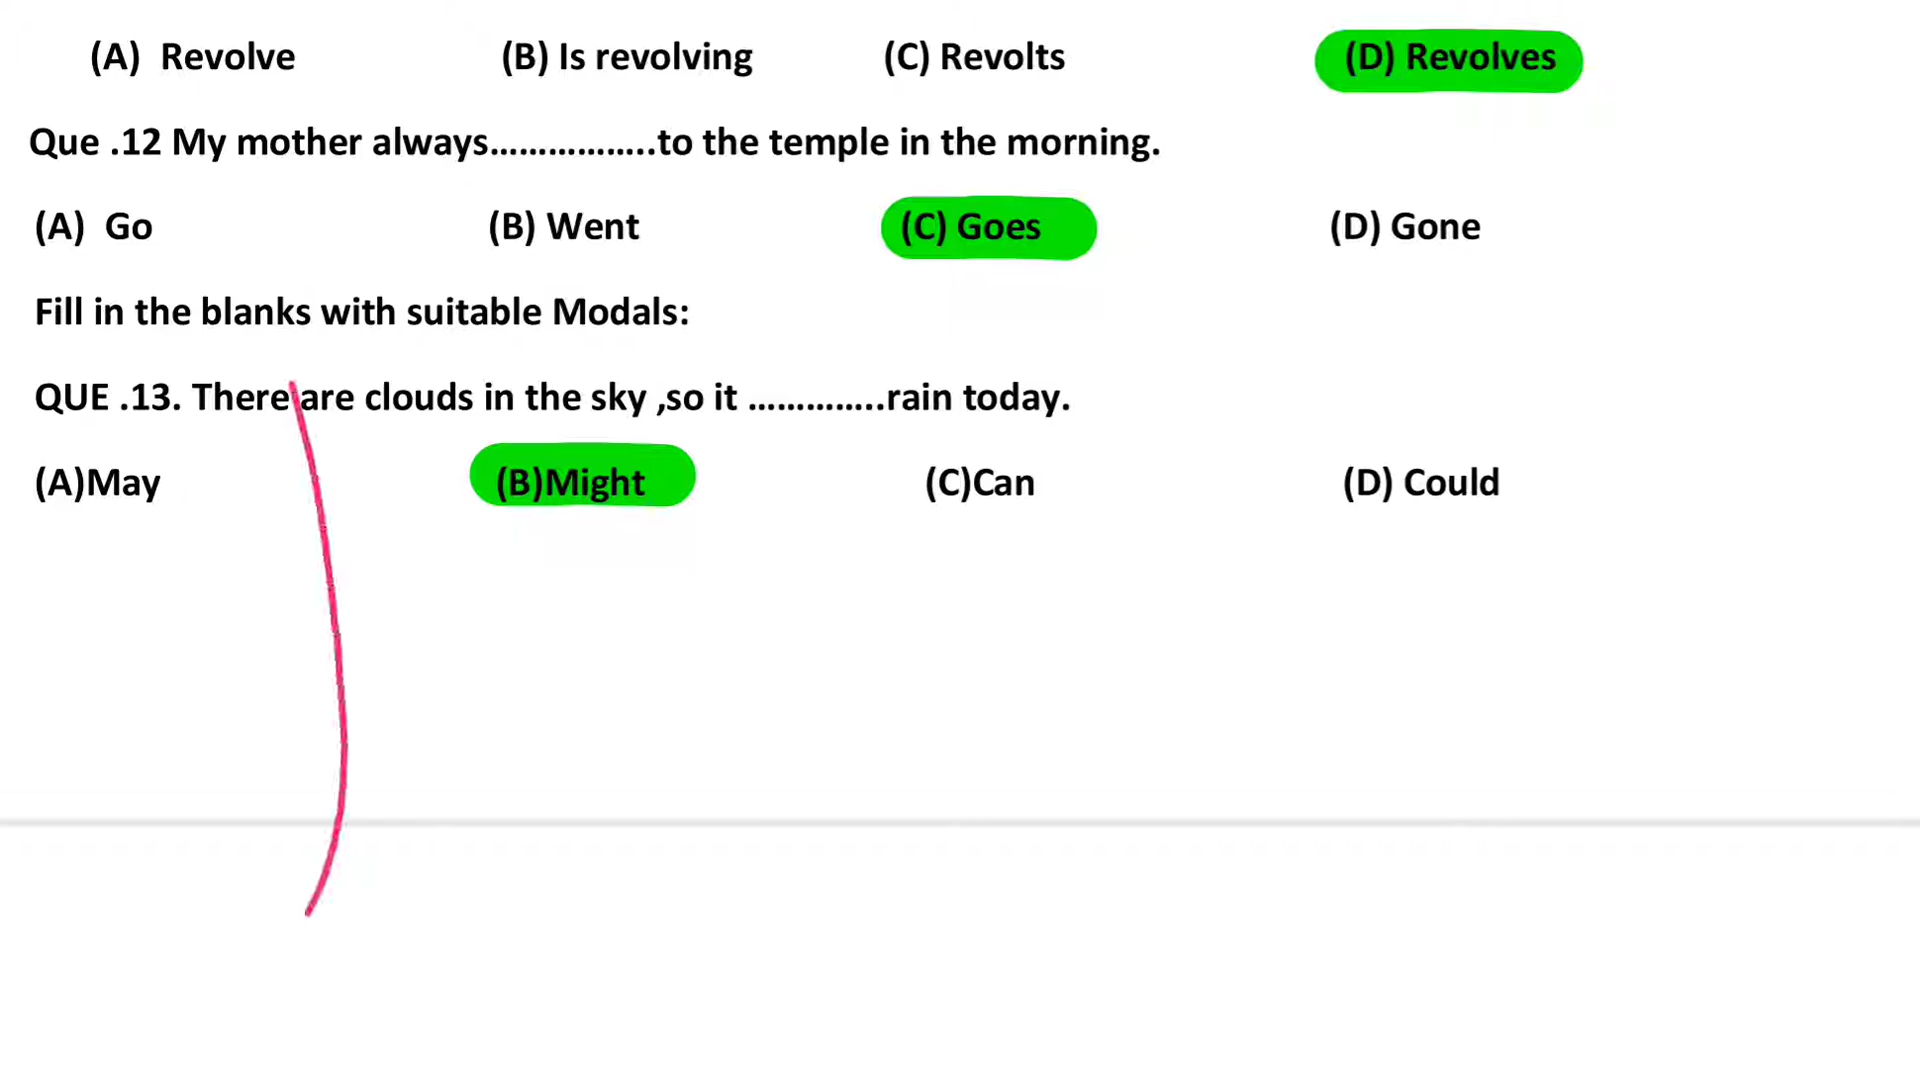 (A) Revolve (B) Is revolving (C) Revolts (D) Revolves
Que .12 My mother always……………..to the temple in the morning.
(A) Go (B) Went (C) Goes (D) Gone
Fill in the blanks with suitable Modals:
QUE .13. There are clouds in the sky ,so it …………..rain today.
(A)May (B)Might (C)Can (D) Could